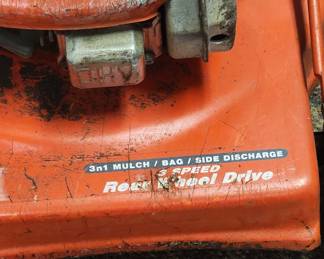 3n1 MULCH / BAG / SIDE DISCHARGE
3 SPEED
Rear Wheel Drive